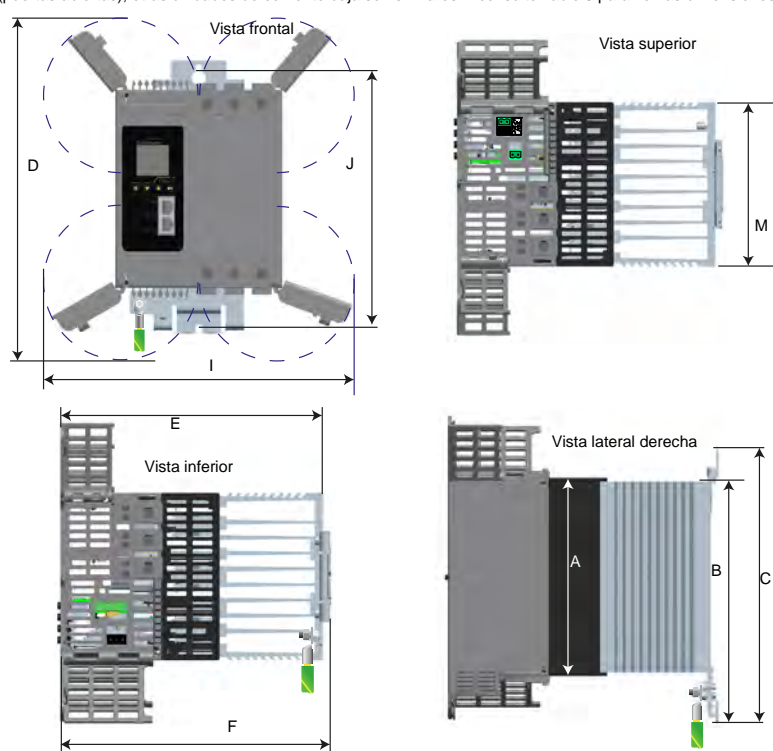 Vista frontal
D
J
I
Vista superior
M
E
Vista inferior
F
Vista lateral derecha
A
B
C